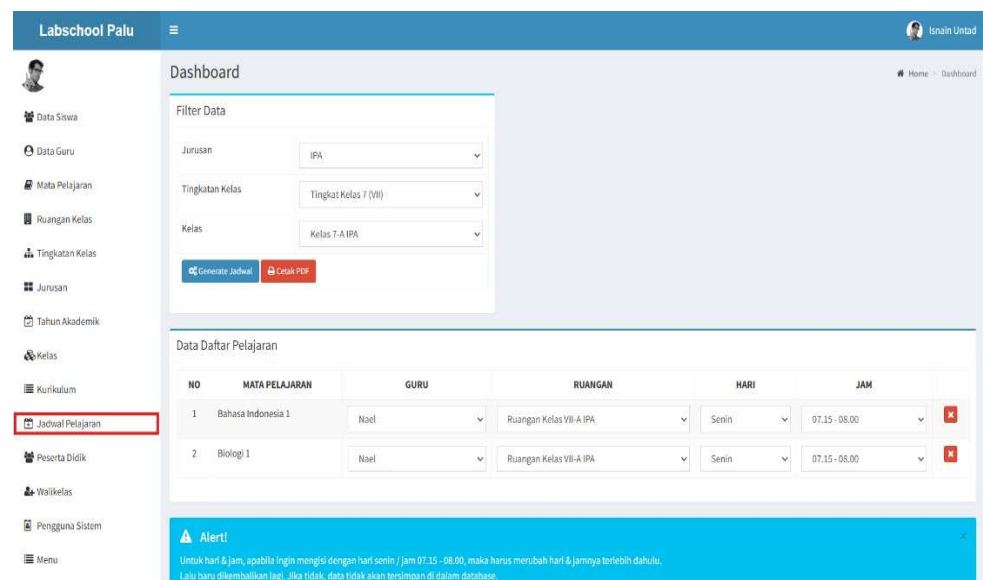 Labschool Palu
Isnain Untad
Dashboard
Home > Dashboard
Data Siswa
Data Guru
Mata Pelajaran
Ruangan Kelas
Tingkatan Kelas
Jurusan
Tahun Akademik
Kelas
Kurikulum
Jadwal Pelajaran
Peserta Didik
Walikelas
Pengguna Sistem
Menu
Filter Data
Jurusan IPA
Tingkatan Kelas Tingkat Kelas 7 (VII)
Kelas Kelas 7-A IPA
Generate Jadwal Cetak PDF
Data Daftar Pelajaran
NO MATA PELAJARAN GURU RUANGAN HARI JAM
1 Bahasa Indonesia 1 Nael Ruangan Kelas VII-A IPA Senin 07.15 - 08.00
2 Biologi 1 Nael Ruangan Kelas VII-A IPA Senin 07.15 - 08.00
Alert!
Untuk hari & jam, apabila ingin mengisi dengan hari senin / jam 07.15 - 08.00, maka harus merubah hari & jamnya terlebih dahulu.
Lalu baru dikembalikan lagi. Jika tidak, data tidak akan tersimpan di dalam database.